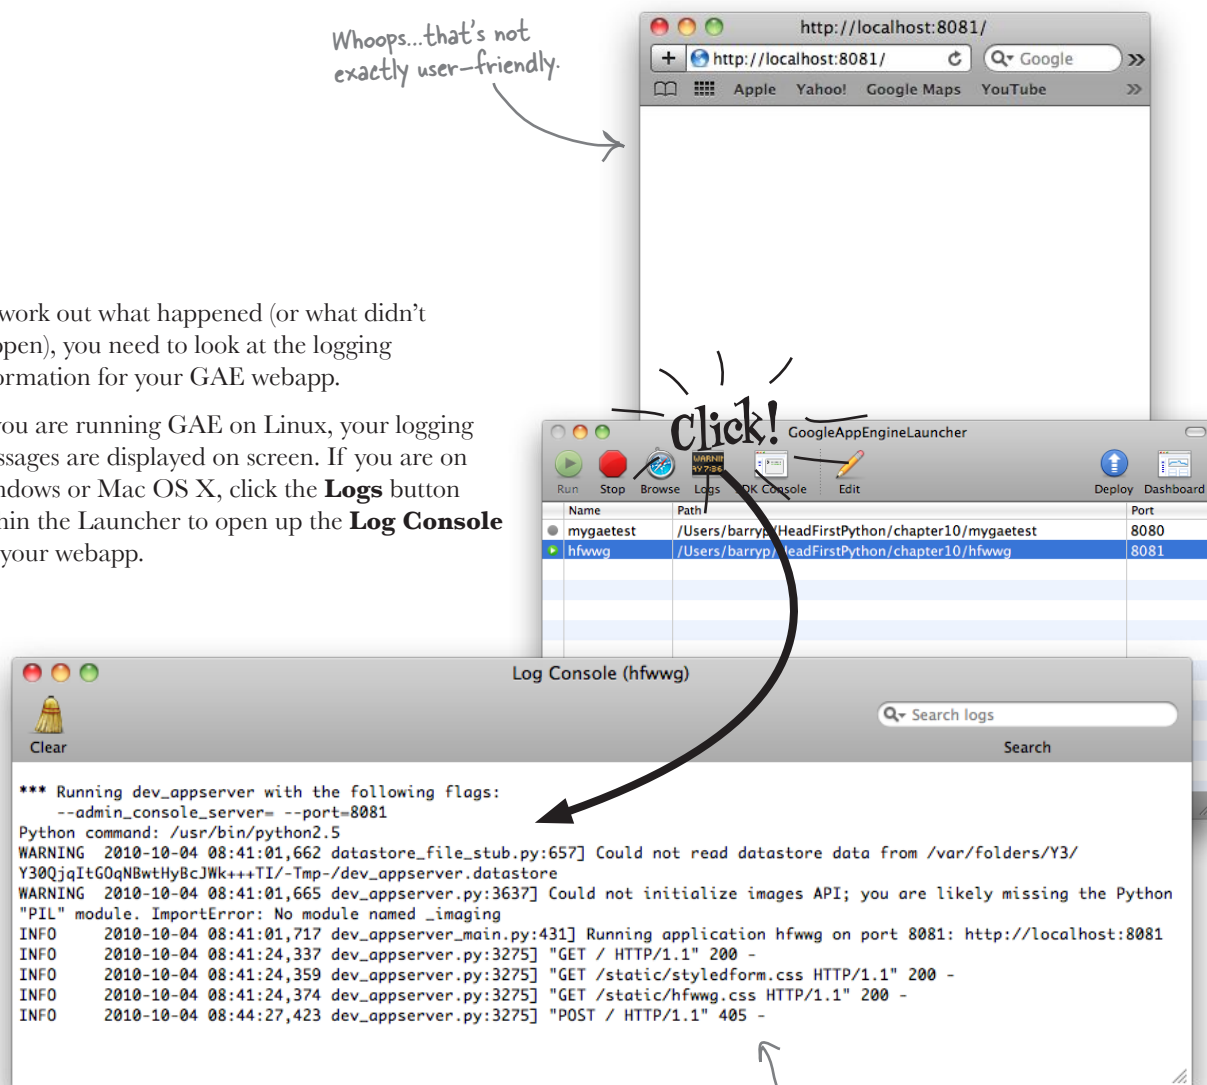 Whoops...that's not
exactly user-friendly.
http://localhost:8081/
http://localhost:8081/
Google
Apple Yahoo! Google Maps YouTube
work out what happened (or what didn't
you need to look at the logging
for your GAE webapp.
you are running GAE on Linux, your logging
are displayed on screen. If you are on
or Mac OS X, click the Logs button
the Launcher to open up the Log Console
your webapp.
Click!
GoogleAppEngineLauncher
Run Stop Browse Logs Console Edit Deploy Dashboard
Name Path Port
mygaetest /Users/barryp/HeadFirstPython/chapter10/mygaetest 8080
hfwwg /Users/barryp/HeadFirstPython/chapter10/hfwwg 8081
Log Console (hfwwg)
Search logs
Clear Search
*** Running dev_appserver with the following flags:
--admin_console_server= --port=8081
Python command: /usr/bin/python2.5
WARNING 2010-10-04 08:41:01,662 datastore_file_stub.py:657] Could not read datastore data from /var/folders/Y3/
Y30QjqItGOqNBwtHyBcJWk+++TI/-Tmp-/dev_appserver.datastore
WARNING 2010-10-04 08:41:01,665 dev_appserver.py:3637] Could not initialize images API; you are likely missing the Python
"PIL" module. ImportError: No module named _imaging
INFO 2010-10-04 08:41:01,717 dev_appserver_main.py:431] Running application hfwwg on port 8081: http://localhost:8081
INFO 2010-10-04 08:41:24,337 dev_appserver.py:3275] "GET / HTTP/1.1" 200 -
INFO 2010-10-04 08:41:24,359 dev_appserver.py:3275] "GET /static/styledform.css HTTP/1.1" 200 -
INFO 2010-10-04 08:41:24,374 dev_appserver.py:3275] "GET /static/hfwwg.css HTTP/1.1" 200 -
INFO 2010-10-04 08:44:27,423 dev_appserver.py:3275] "POST / HTTP/1.1" 405 -